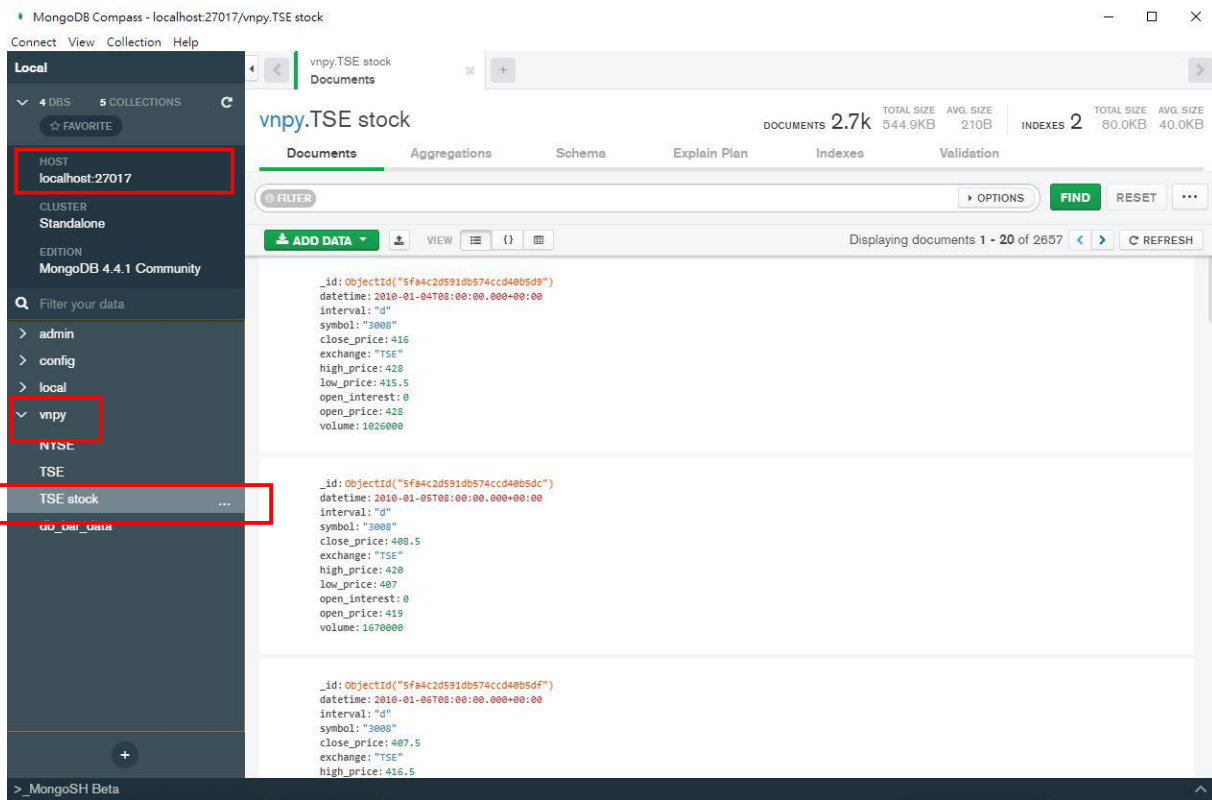 MongoDB Compass - localhost:27017/vnpy.TSE stock
Connect View Collection Help
Local
4 DBS 5 COLLECTIONS
☆ FAVORITE
HOST
localhost:27017
CLUSTER
Standalone
EDITION
MongoDB 4.4.1 Community
Filter your data
admin
config
local
vnpy
NYSE
TSE
TSE stock ...
db_bar_data
>_MongoSH Beta
vnpy.TSE stock
Documents
vnpy.TSE stock
DOCUMENTS 2.7k TOTAL SIZE 544.9KB AVG. SIZE 210B INDEXES 2 TOTAL SIZE 80.0KB AVG. SIZE 40.0KB
Documents Aggregations Schema Explain Plan Indexes Validation
FILTER OPTIONS FIND RESET ...
ADD DATA VIEW {} Displaying documents 1 - 20 of 2657 < > REFRESH
_id: ObjectId("5fa4c2d591db574ccd40b5d9")
datetime: 2010-01-04T08:00:00.000+00:00
interval: "d"
symbol: "3008"
close_price: 416
exchange: "TSE"
high_price: 428
low_price: 415.5
open_interest: 0
open_price: 428
volume: 1026000
_id: ObjectId("5fa4c2d591db574ccd40b5dc")
datetime: 2010-01-05T08:00:00.000+00:00
interval: "d"
symbol: "3008"
close_price: 408.5
exchange: "TSE"
high_price: 420
low_price: 407
open_interest: 0
open_price: 419
volume: 1670000
_id: ObjectId("5fa4c2d591db574ccd40b5df")
datetime: 2010-01-06T08:00:00.000+00:00
interval: "d"
symbol: "3008"
close_price: 407.5
exchange: "TSE"
high_price: 416.5